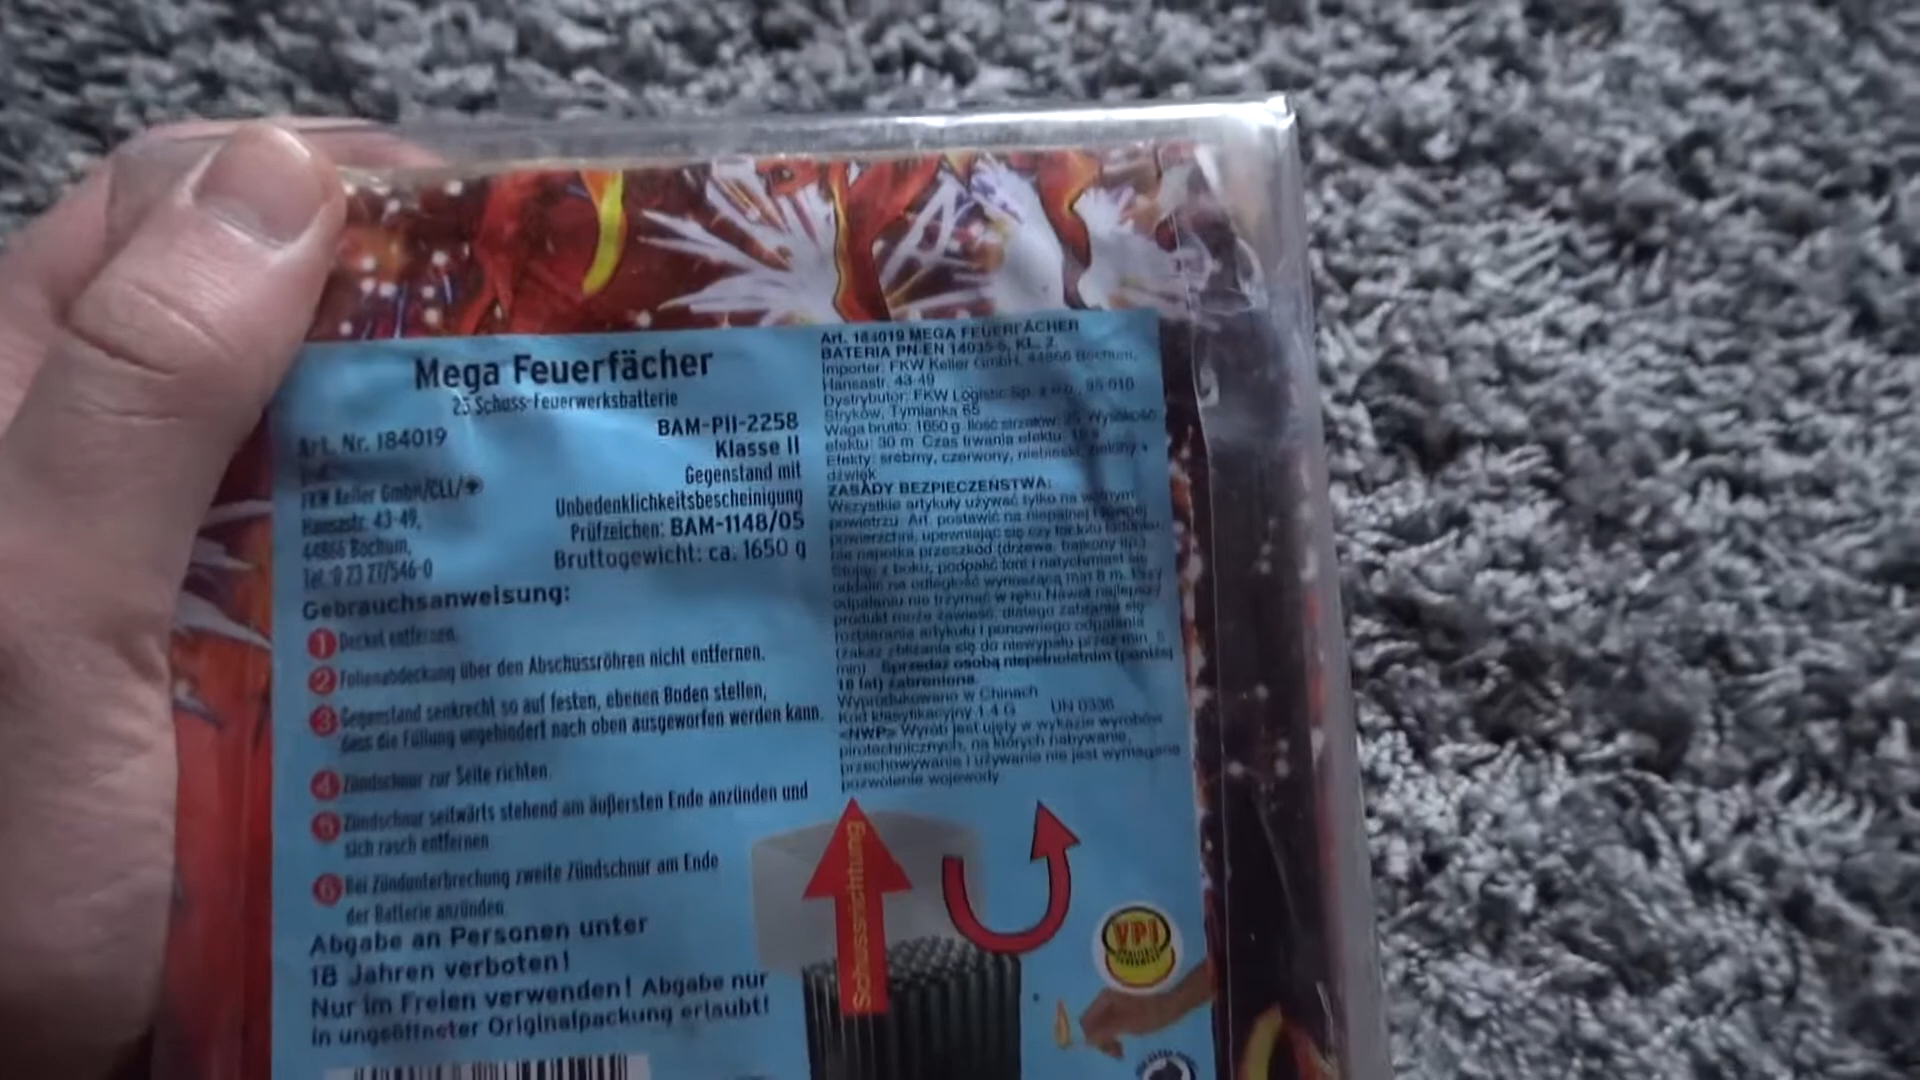 Mega Feuerfächer
25 Schuss-Feuerwerksbatterie
Art. Nr. 184019
BAM-PII-2258
Klasse II
Gegenstand mit
Unbedenklichkeitsbescheinigung
Prüfzeichen: BAM-1148/05
Bruttogewicht: ca. 1650 g
FKW Keller GmbH/CLL/
Hansastr. 43-49,
44866 Bochum,
Tel.: 0 23 27/546-0
Gebrauchsanweisung:
1 Deckel entfernen.
2 Folienabdeckung über den Abschussröhren nicht entfernen.
3 Gegenstand senkrecht so auf festen, ebenen Boden stellen,
dass die Füllung ungehindert nach oben ausgeworfen werden kann.
4 Zündschnur zur Seite richten.
5 Zündschnur seitwärts stehend am äußersten Ende anzünden und
sich rasch entfernen
6 Bei Zündunterbrechung zweite Zündschnur am Ende
der Batterie anzünden
Abgabe an Personen unter
18 Jahren verboten!
Nur im Freien verwenden! Abgabe nur
in ungeöffneter Originalpackung erlaubt!
Art. 184019 MEGA FEUERFÄCHER
BATERIA PN-EN 14035-5, KL. 2
Importer: FKW Keller GmbH, 44866 Bochum,
Hansastr. 43-49
Dystrybutor: FKW Logistic Sp. z o.o., 95-010
Stryków, Tymianka 65
Waga brutto: 1650 g. Ilość strzałów: 25. Wysokość
efektu: 30 m. Czas trwania efektu:
Efekty: srebrny, czerwony, niebieski, zielony +
dźwięk
ZASADY BEZPIECZEŃSTWA:
Wszystkie artykuły używać tylko na wolnym
powietrzu. Art. postawić na niepalnej i
powierzchni, upewniając się czy tor lotu ładunku
nie napotka przeszkód (drzewa, balkony itp.)
Stojąc z boku, podpalić lont i natychmiast się
oddalić na odległość wynoszącą min 8 m. Przy
odpalaniu nie trzymać w ręku. Nawet najlepszy
produkt może zawieść, dlatego zabrania się
rozbierania artykułu i ponownego odpalania
(zakaz zbliżania się do niewypału przez min. 5
min). Sprzedaż osobą niepełnoletnim (poniżej
18 lat) zabroniona.
Wyprodukowano w Chinach
Kod klasyfikacyjny 1.4 G UN 0336
<NWP> Wyrób jest ujęty w wykazie wyrobów
pirotechnicznych, na których nabywanie,
przechowywanie i używanie nie jest wymagane
pozwolenie wojewody
Schussrichtung
VPI